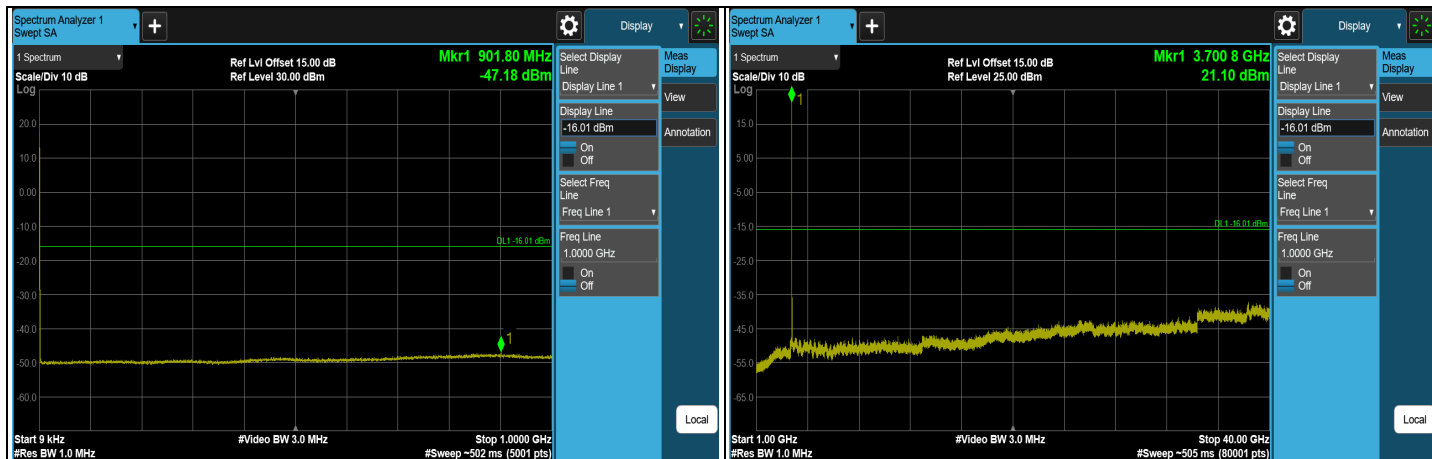 Spectrum Analyzer 1
Swept SA
+
Display
1 Spectrum
Ref Lvl Offset 15.00 dB
Mkr1 901.80 MHz
Scale/Div 10 dB
Ref Level 30.00 dBm
-47.18 dBm
Log
20.0
10.0
0.00
-10.0
-20.0
-30.0
-40.0
-50.0
-60.0
DL1 -16.01 dBm
1
Start 9 kHz
#Video BW 3.0 MHz
Stop 1.0000 GHz
#Res BW 1.0 MHz
#Sweep ~502 ms (5001 pts)
Select Display
Line
Display Line 1
Display Line
-16.01 dBm
On
Off
Select Freq
Line
Freq Line 1
Freq Line
1.0000 GHz
On
Off
Meas
Display
View
Annotation
Local
Spectrum Analyzer 1
Swept SA
+
Display
1 Spectrum
Ref Lvl Offset 15.00 dB
Mkr1 3.700 8 GHz
Scale/Div 10 dB
Ref Level 25.00 dBm
21.10 dBm
Log
1
15.0
5.00
-5.00
-15.0
-25.0
-35.0
-45.0
-55.0
-65.0
DL1 -16.01 dBm
Start 1.00 GHz
#Video BW 3.0 MHz
Stop 40.00 GHz
#Res BW 1.0 MHz
#Sweep ~505 ms (80001 pts)
Select Display
Line
Display Line 1
Display Line
-16.01 dBm
On
Off
Select Freq
Line
Freq Line 1
Freq Line
1.0000 GHz
On
Off
Meas
Display
View
Annotation
Local